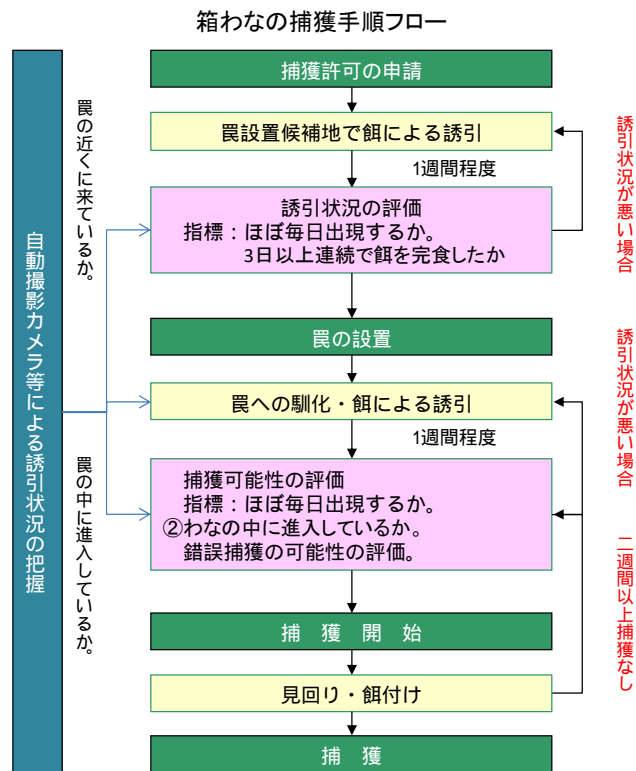 箱わなの捕獲手順フロー
捕獲許可の申請
罠設置候補地で餌による誘引
1週間程度
誘引状況の評価
指標：ほぼ毎日出現するか。
3日以上連続で餌を完食したか
罠の設置
罠への馴化・餌による誘引
1週間程度
捕獲可能性の評価
指標：ほぼ毎日出現するか。
②わなの中に進入しているか。
錯誤捕獲の可能性の評価。
捕　獲　開　始
見回り・餌付け
捕　獲
自動撮影カメラ等による誘引状況の把握
罠の近くに来ているか。
罠の中に進入しているか。
誘引状況が悪い場合
誘引状況が悪い場合
二週間以上捕獲なし